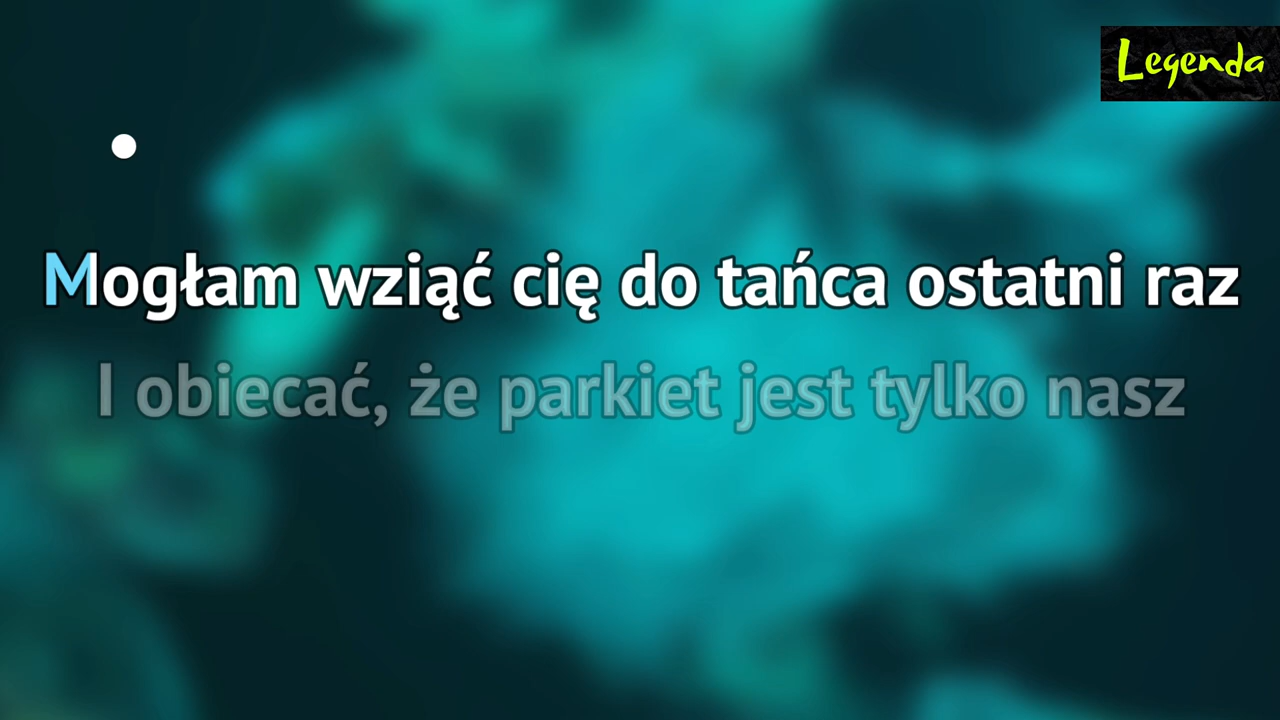 Legenda
Mogłam wziąć cię do tańca ostatni raz
I obiecać, że parkiet jest tylko nasz